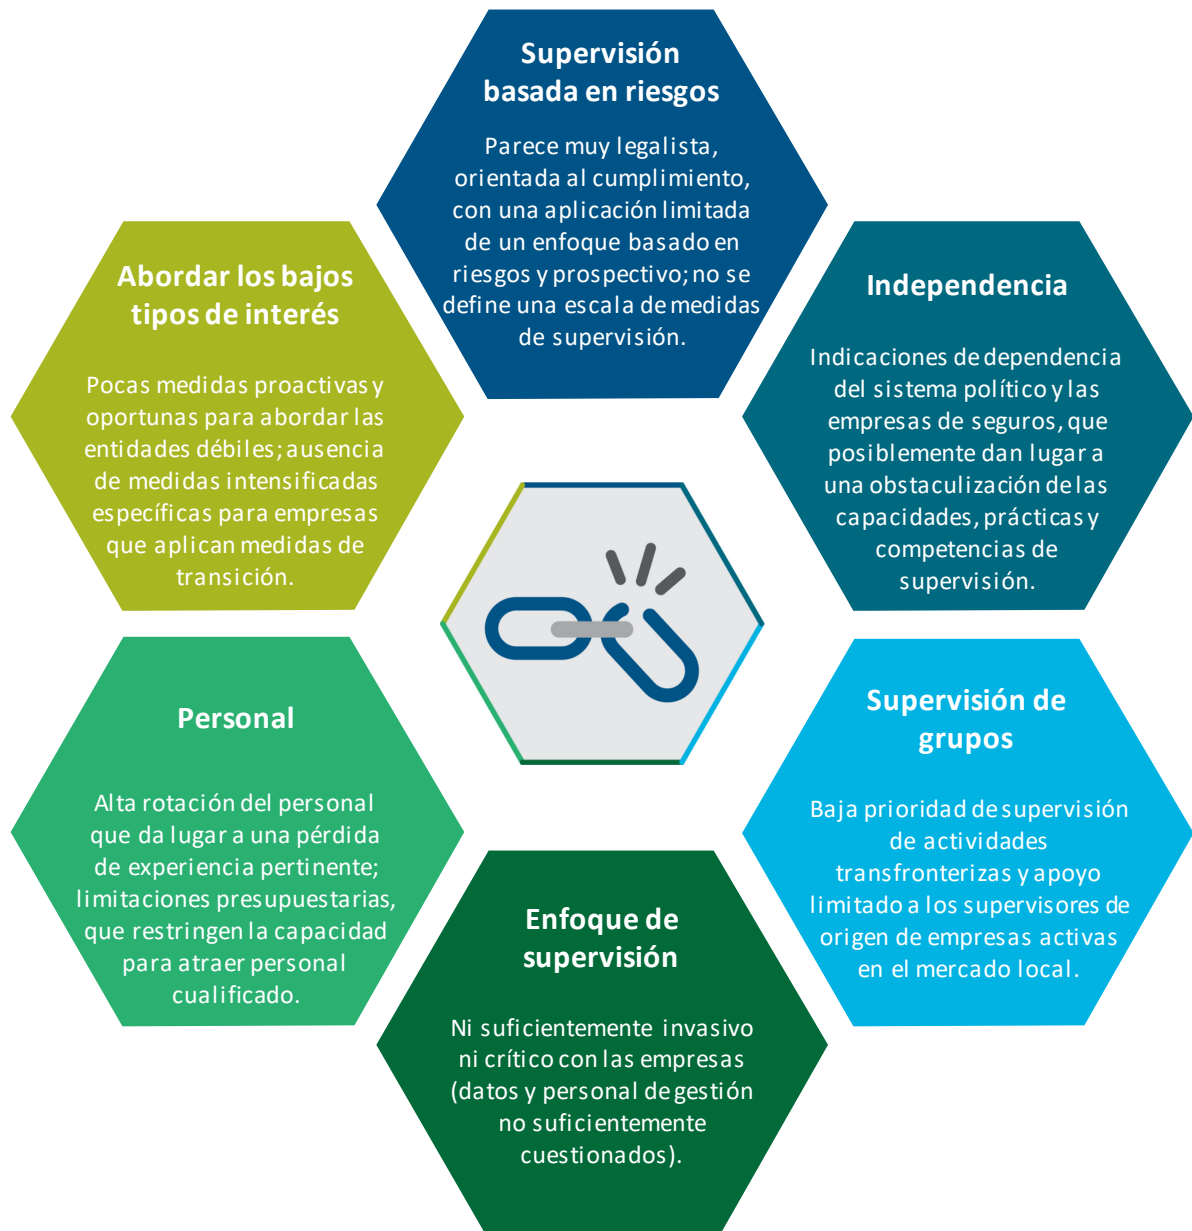 Supervisión
basada en riesgos
Parece muy legalista,
orientada al cumplimiento,
con una aplicación limitada
de un enfoque basado en
riesgos y prospectivo; no se
define una escala de medidas
de supervisión.
Abordar los bajos
tipos de interés
Pocas medidas proactivas y
oportunas para abordar las
entidades débiles; ausencia
de medidas intensificadas
específicas para empresas
que aplican medidas de
transición.
Independencia
Indicaciones de dependencia
del sistema político y las
empresas de seguros, que
posiblemente dan lugar a
una obstaculización de las
capacidades, prácticas y
competencias de
supervisión.
Personal
Alta rotación del personal
que da lugar a una pérdida
de experiencia pertinente;
limitaciones presupuestarias,
que restringen la capacidad
para atraer personal
cualificado.
Supervisión de
grupos
Baja prioridad de supervisión
de actividades
transfronterizas y apoyo
limitado a los supervisores de
origen de empresas activas
en el mercado local.
Enfoque de
supervisión
Ni suficientemente invasivo
ni crítico con las empresas
(datos y personal de gestión
no suficientemente
cuestionados).